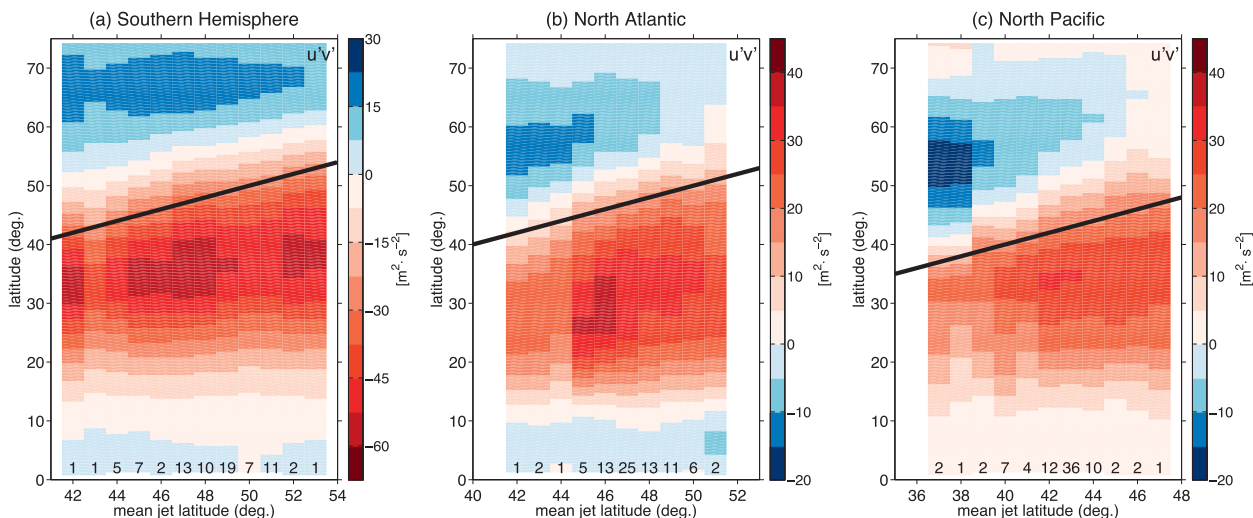 (a) Southern Hemisphere
u'v'
latitude (deg.)
70
60
50
40
30
20
10
0
1 1 5 7 2 13 10 19 7 11 2 1
42 44 46 48 50 52 54
mean jet latitude (deg.)
30
15
0
−15
−30
−45
−60
[m²· s⁻²]
(b) North Atlantic
u'v'
latitude (deg.)
70
60
50
40
30
20
10
0
1 2 1 5 13 25 13 11 6 2
40 42 44 46 48 50 52
mean jet latitude (deg.)
40
30
20
10
0
−10
−20
[m²· s⁻²]
(c) North Pacific
u'v'
latitude (deg.)
70
60
50
40
30
20
10
0
2 1 2 7 4 12 36 10 2 2 1
36 38 40 42 44 46 48
mean jet latitude (deg.)
40
30
20
10
0
−10
−20
[m²· s⁻²]